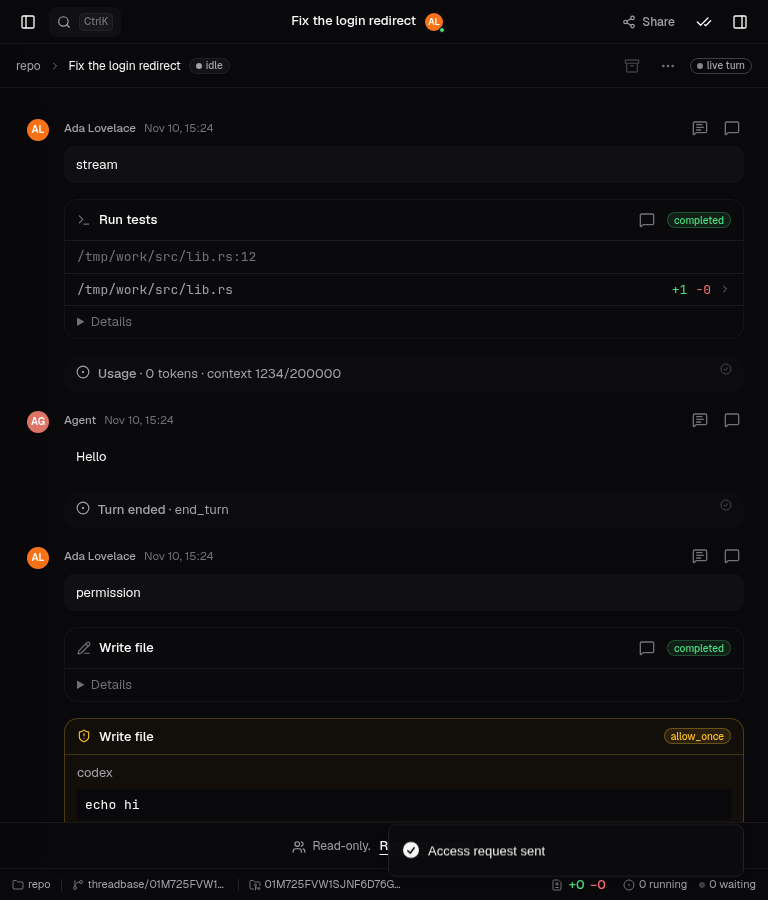 CtrlK
Fix the login redirect AL
Share
repo Fix the login redirect idle
live turn
AL Ada Lovelace Nov 10, 15:24
stream
Run tests completed
/tmp/work/src/lib.rs:12
/tmp/work/src/lib.rs +1 -0
Details
Usage · 0 tokens · context 1234/200000
AG Agent Nov 10, 15:24
Hello
Turn ended · end_turn
AL Ada Lovelace Nov 10, 15:24
permission
Write file completed
Details
Write file allow_once
codex
echo hi
Read-only. R
Access request sent
repo threadbase/01M725FVW1… 01M725FVW1SJNF6D76G… +0 −0 0 running 0 waiting